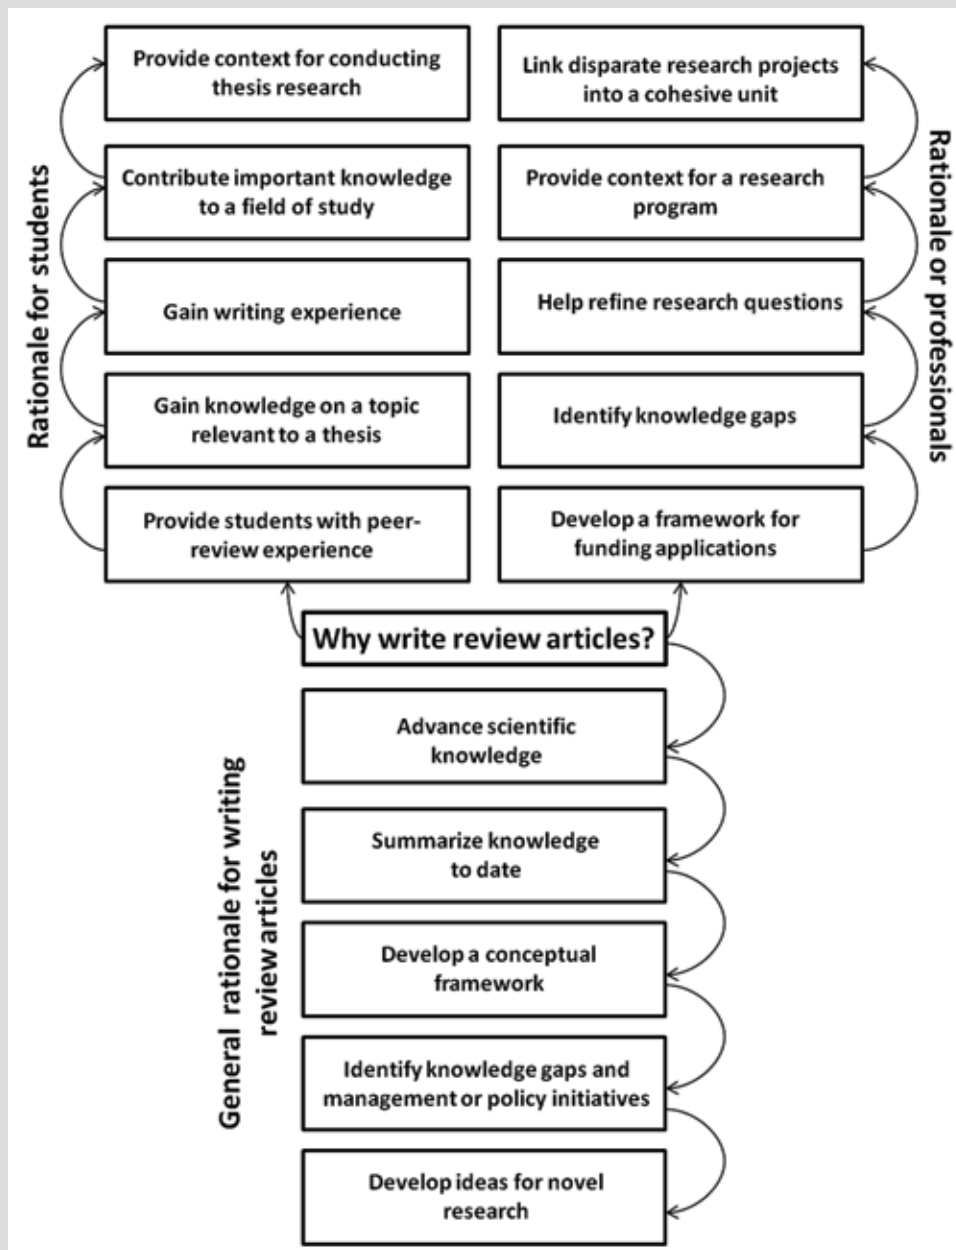 Rationale for students
Provide context for conducting
thesis research
Contribute important knowledge
to a field of study
Gain writing experience
Gain knowledge on a topic
relevant to a thesis
Provide students with peer-
review experience
Link disparate research projects
into a cohesive unit
Provide context for a research
program
Help refine research questions
Identify knowledge gaps
Develop a framework for
funding applications
Rationale or professionals
Why write review articles?
General rationale for writing
review articles
Advance scientific
knowledge
Summarize knowledge
to date
Develop a conceptual
framework
Identify knowledge gaps and
management or policy initiatives
Develop ideas for novel
research